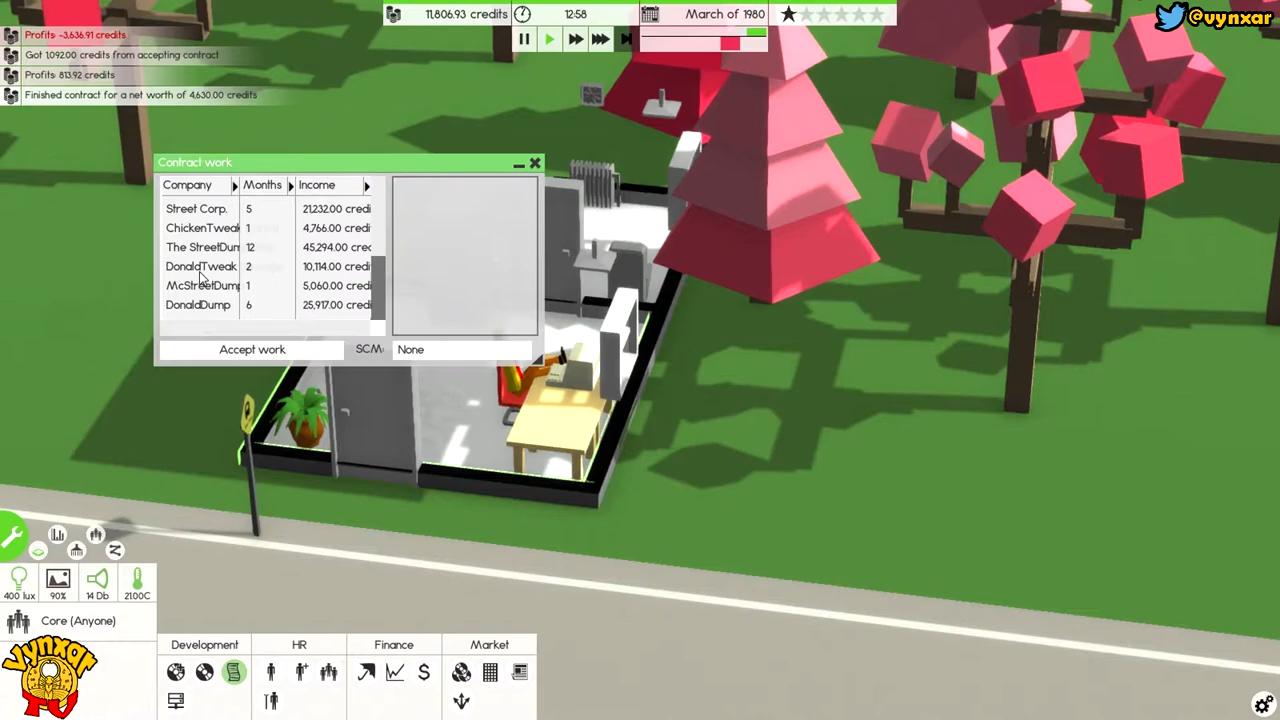 11,806.93 credits
12:58
March of 1980
@vynxar
Profits -3,636.91 credits
Got 1,092.00 credits from accepting contract
Profits: 813.92 credits
Finished contract for a net worth of 4,630.00 credits
Contract work
Company Months Income
Street Corp. 5 21,232.00 credi
ChickenTweak 1 4,766.00 credi
The StreetDum 12 45,294.00 credi
DonaldTweak 2 10,114.00 credi
McStreetDump 1 5,060.00 credi
DonaldDump 6 25,917.00 credi
Accept work SCM: None
400 lux 90% 14 Db 21.00C
Core (Anyone)
Development HR Finance Market
Vynxar